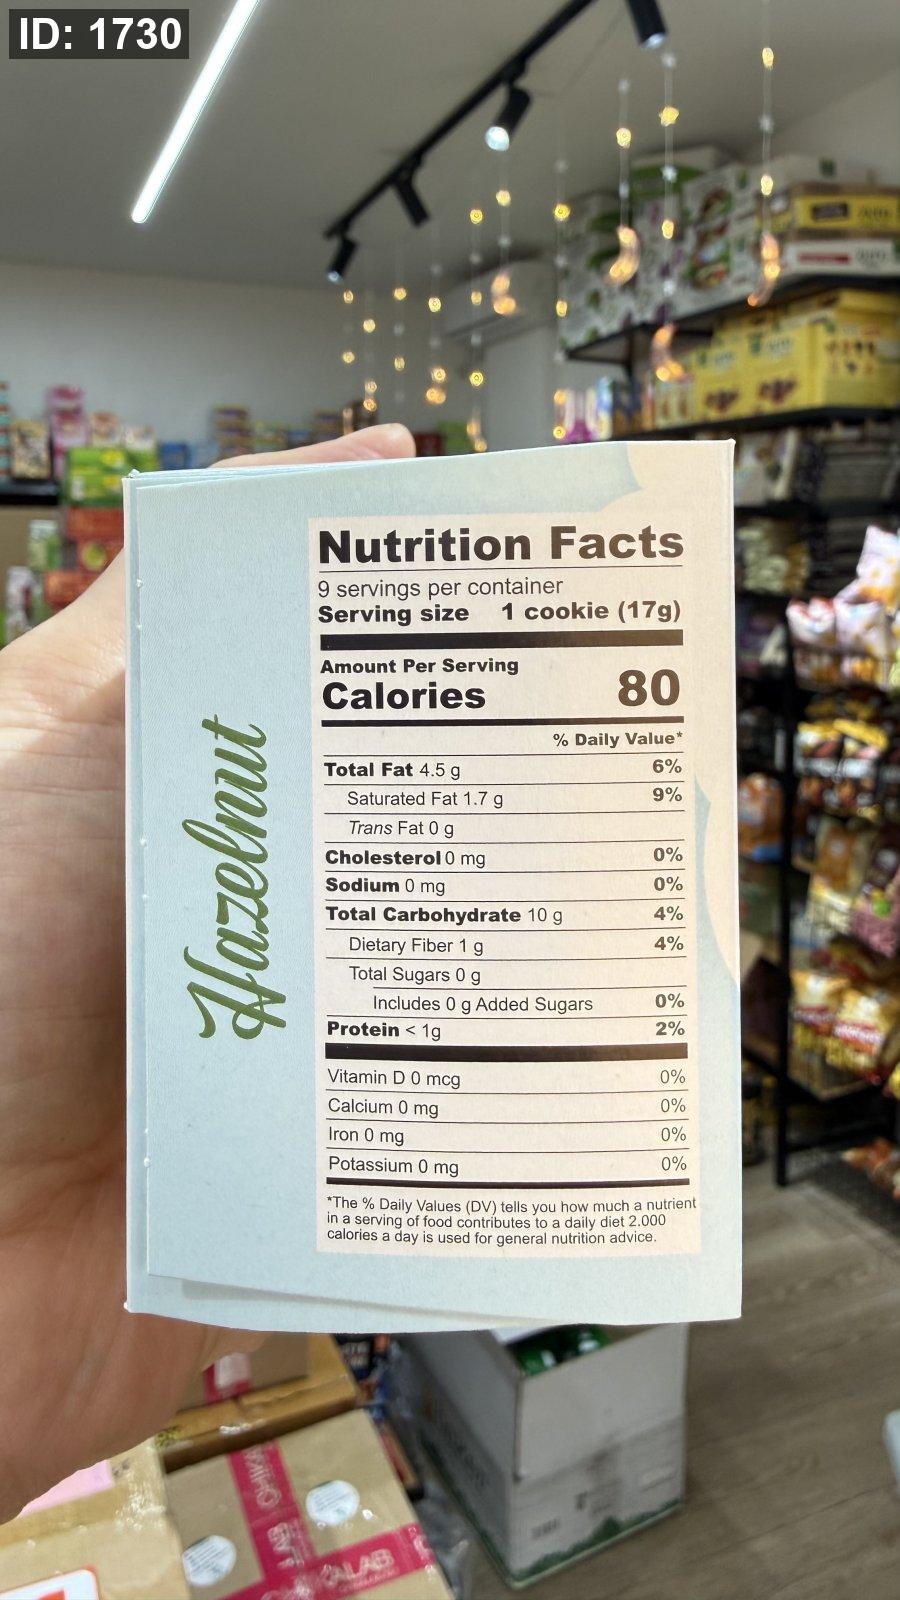 ID: 1730
Nutrition Facts
9 servings per container
Serving size 1 cookie (17g)
Amount Per Serving
Calories 80
% Daily Value*
Total Fat 4.5 g 6%
Saturated Fat 1.7 g 9%
Trans Fat 0 g
Cholesterol 0 mg 0%
Sodium 0 mg 0%
Total Carbohydrate 10 g 4%
Dietary Fiber 1 g 4%
Total Sugars 0 g
Includes 0 g Added Sugars 0%
Protein < 1g 2%
Vitamin D 0 mcg 0%
Calcium 0 mg 0%
Iron 0 mg 0%
Potassium 0 mg 0%
*The % Daily Values (DV) tells you how much a nutrient
in a serving of food contributes to a daily diet 2.000
calories a day is used for general nutrition advice.
Hazelnut